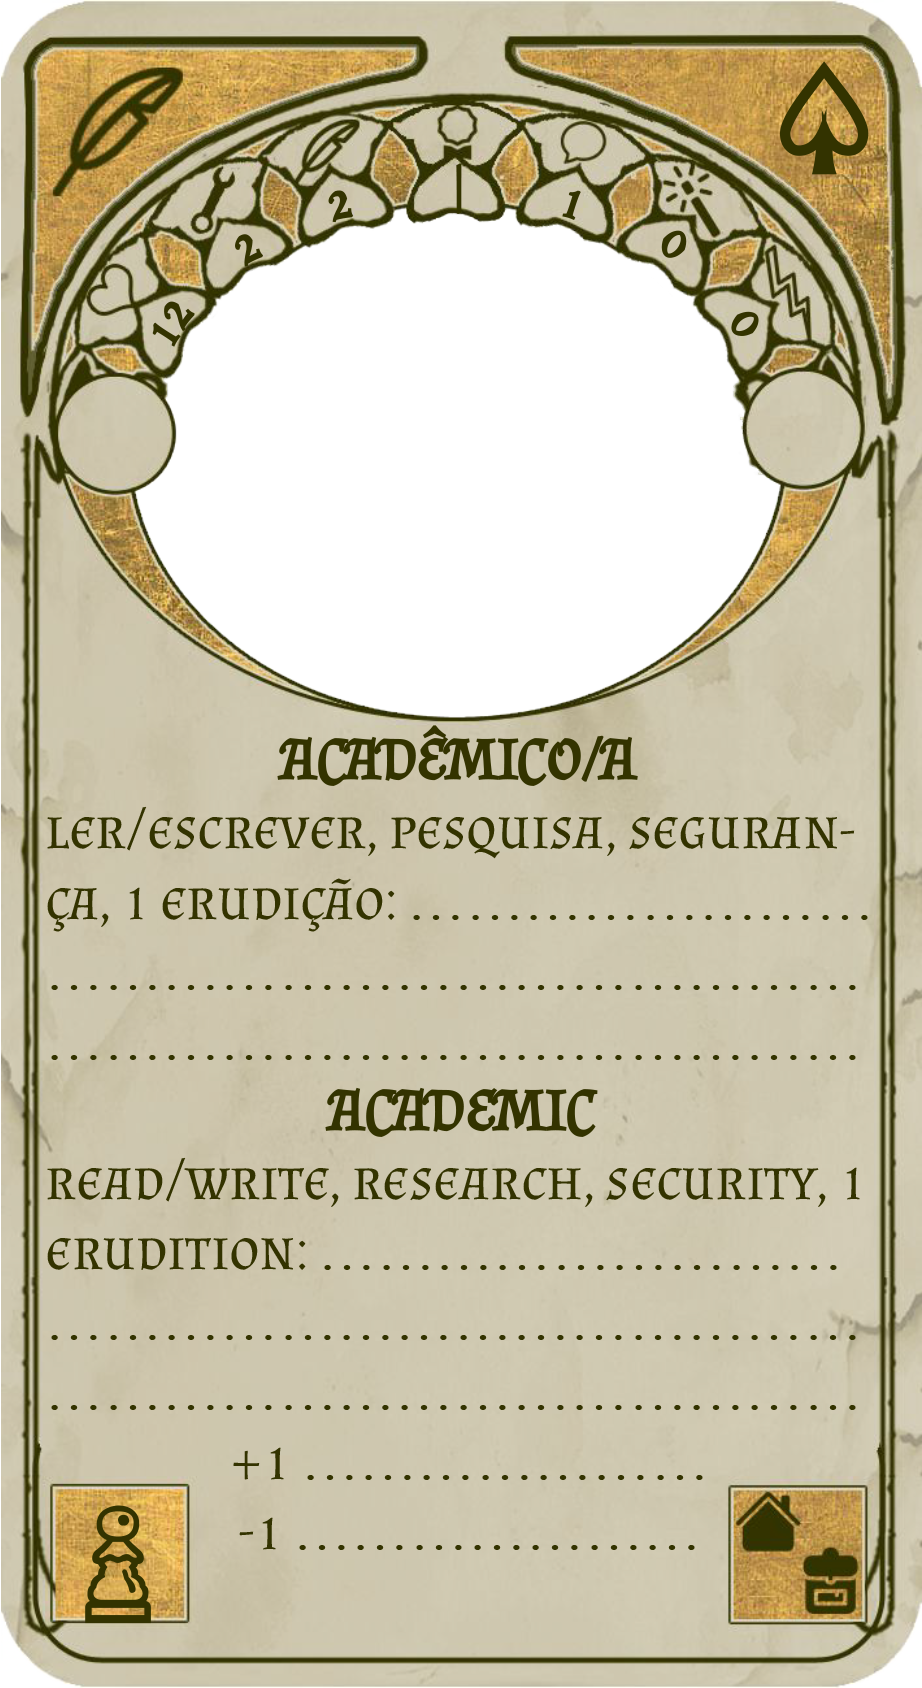 12 2 2 1 0 0
ACADÊMICO/A
LER/ESCREVER, PESQUISA, SEGURAN-
ÇA, 1 ERUDIÇÃO: ........................
...........................................
...........................................
ACADEMIC
READ/WRITE, RESEARCH, SECURITY, 1
ERUDITION: ...........................
...........................................
...........................................
+1 .....................
-1 .....................